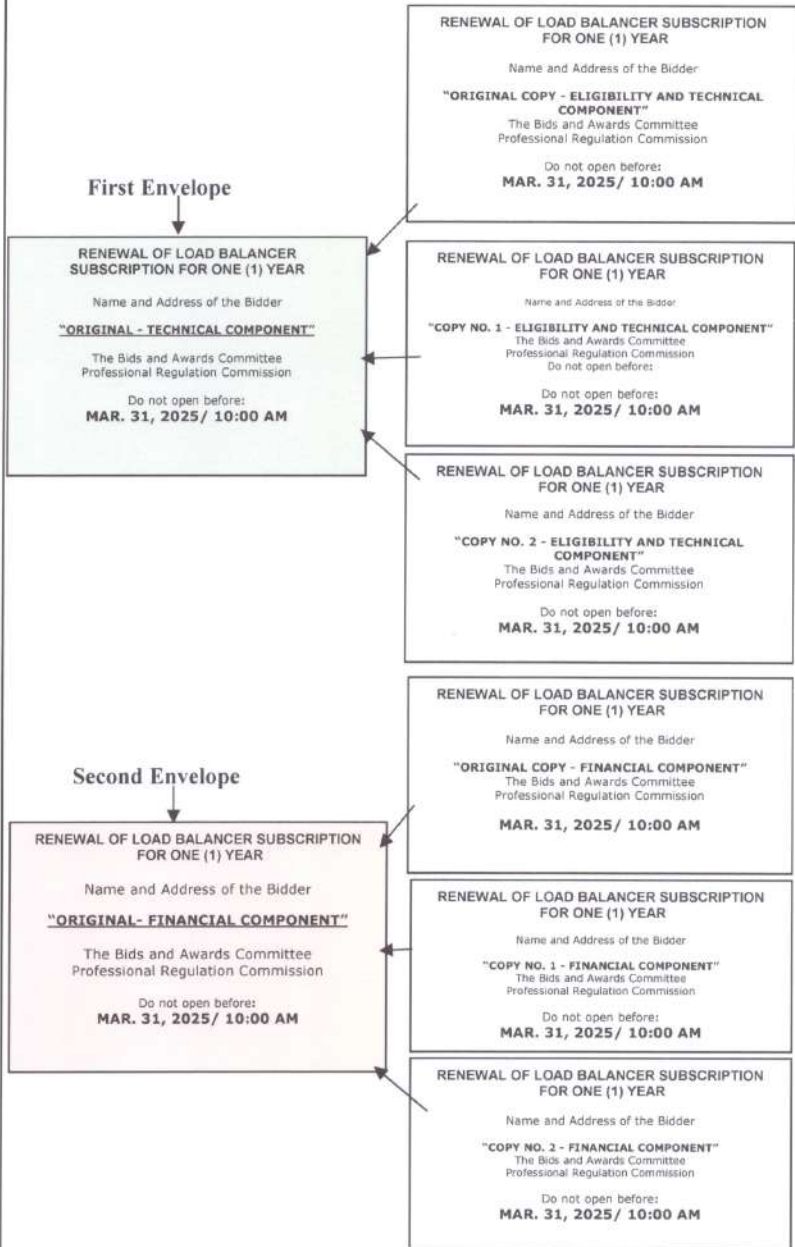 First Envelope
RENEWAL OF LOAD BALANCER
SUBSCRIPTION FOR ONE (1) YEAR
Name and Address of the Bidder
"ORIGINAL - TECHNICAL COMPONENT"
The Bids and Awards Committee
Professional Regulation Commission
Do not open before:
MAR. 31, 2025/ 10:00 AM
RENEWAL OF LOAD BALANCER SUBSCRIPTION
FOR ONE (1) YEAR
Name and Address of the Bidder
"ORIGINAL COPY - ELIGIBILITY AND TECHNICAL
COMPONENT"
The Bids and Awards Committee
Professional Regulation Commission
Do not open before:
MAR. 31, 2025/ 10:00 AM
RENEWAL OF LOAD BALANCER SUBSCRIPTION
FOR ONE (1) YEAR
Name and Address of the Bidder
"COPY NO. 1 - ELIGIBILITY AND TECHNICAL COMPONENT"
The Bids and Awards Committee
Professional Regulation Commission
Do not open before:
Do not open before:
MAR. 31, 2025/ 10:00 AM
RENEWAL OF LOAD BALANCER SUBSCRIPTION
FOR ONE (1) YEAR
Name and Address of the Bidder
"COPY NO. 2 - ELIGIBILITY AND TECHNICAL
COMPONENT"
The Bids and Awards Committee
Professional Regulation Commission
Do not open before:
MAR. 31, 2025/ 10:00 AM
Second Envelope
RENEWAL OF LOAD BALANCER SUBSCRIPTION
FOR ONE (1) YEAR
Name and Address of the Bidder
"ORIGINAL- FINANCIAL COMPONENT"
The Bids and Awards Committee
Professional Regulation Commission
Do not open before:
MAR. 31, 2025/ 10:00 AM
RENEWAL OF LOAD BALANCER SUBSCRIPTION
FOR ONE (1) YEAR
Name and Address of the Bidder
"ORIGINAL COPY - FINANCIAL COMPONENT"
The Bids and Awards Committee
Professional Regulation Commission
MAR. 31, 2025/ 10:00 AM
RENEWAL OF LOAD BALANCER SUBSCRIPTION
FOR ONE (1) YEAR
Name and Address of the Bidder
"COPY NO. 1 - FINANCIAL COMPONENT"
The Bids and Awards Committee
Professional Regulation Commission
Do not open before:
MAR. 31, 2025/ 10:00 AM
RENEWAL OF LOAD BALANCER SUBSCRIPTION
FOR ONE (1) YEAR
Name and Address of the Bidder
"COPY NO. 2 - FINANCIAL COMPONENT"
The Bids and Awards Committee
Professional Regulation Commission
Do not open before:
MAR. 31, 2025/ 10:00 AM